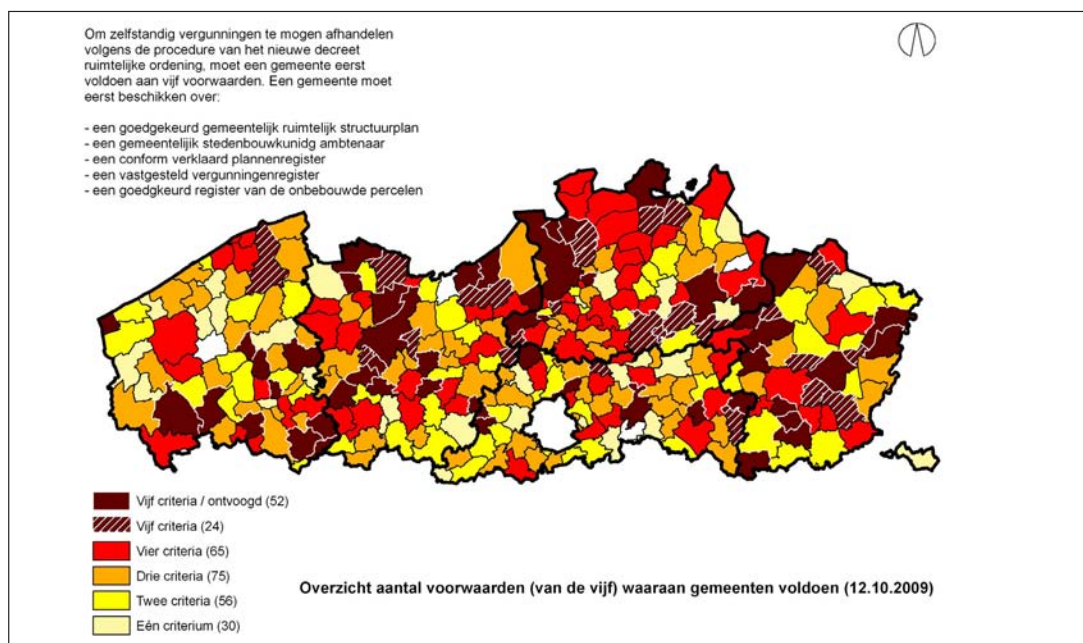 Om zelfstandig vergunningen te mogen afhandelen
volgens de procedure van het nieuwe decreet
ruimtelijke ordening, moet een gemeente eerst
voldoen aan vijf voorwaarden. Een gemeente moet
eerst beschikken over:
- een goedgekeurd gemeentelijk ruimtelijk structuurplan
- een gemeentelijk stedenbouwkunidg ambtenaar
- een conform verklaard plannenregister
- een vastgesteld vergunningenregister
- een goedgkeurd register van de onbebouwde percelen
Vijf criteria / ontvoogd (52)
Vijf criteria (24)
Vier criteria (65)
Drie criteria (75)
Twee criteria (56)
Eén criterium (30)
Overzicht aantal voorwaarden (van de vijf) waaraan gemeenten voldoen (12.10.2009)